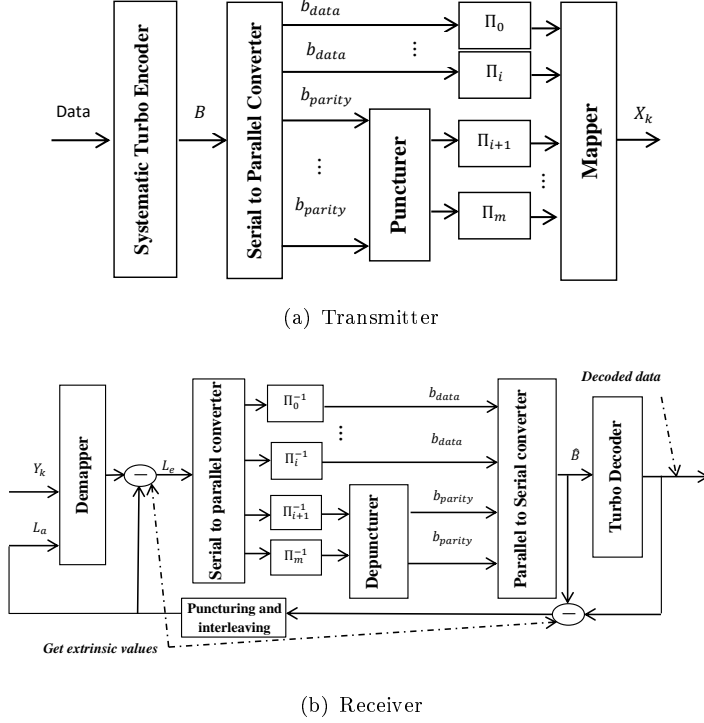 b_data
Π_0
b_data
⋮
Π_i
Data
Systematic Turbo Encoder
B
Serial to Parallel Converter
b_parity
⋮
b_parity
Puncturer
Π_{i+1}
⋮
Π_m
Mapper
X_k
(a) Transmitter
Decoded data
Y_k
L_a
Demapper
−
L_e
Serial to parallel converter
Π_0^{-1}
⋮
Π_i^{-1}
Π_{i+1}^{-1}
Π_m^{-1}
Depuncturer
b_data
b_data
b_parity
b_parity
Parallel to Serial converter
B̂
Turbo Decoder
Puncturing and
interleaving
−
Get extrinsic values
(b) Receiver